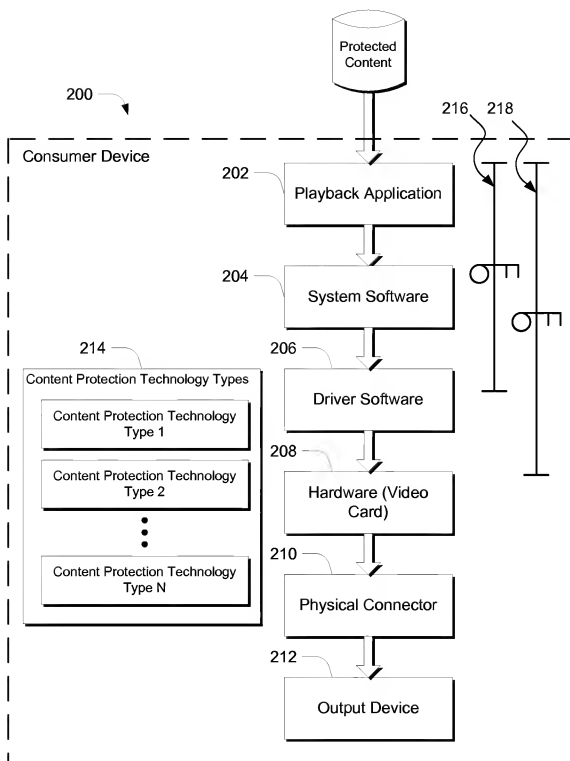 Protected
Content
200
216
218
Consumer Device
202
Playback Application
204
System Software
214
206
Content Protection Technology Types
Driver Software
Content Protection Technology
Type 1
208
Content Protection Technology
Type 2
Hardware (Video
Card)
210
Content Protection Technology
Type N
Physical Connector
212
Output Device